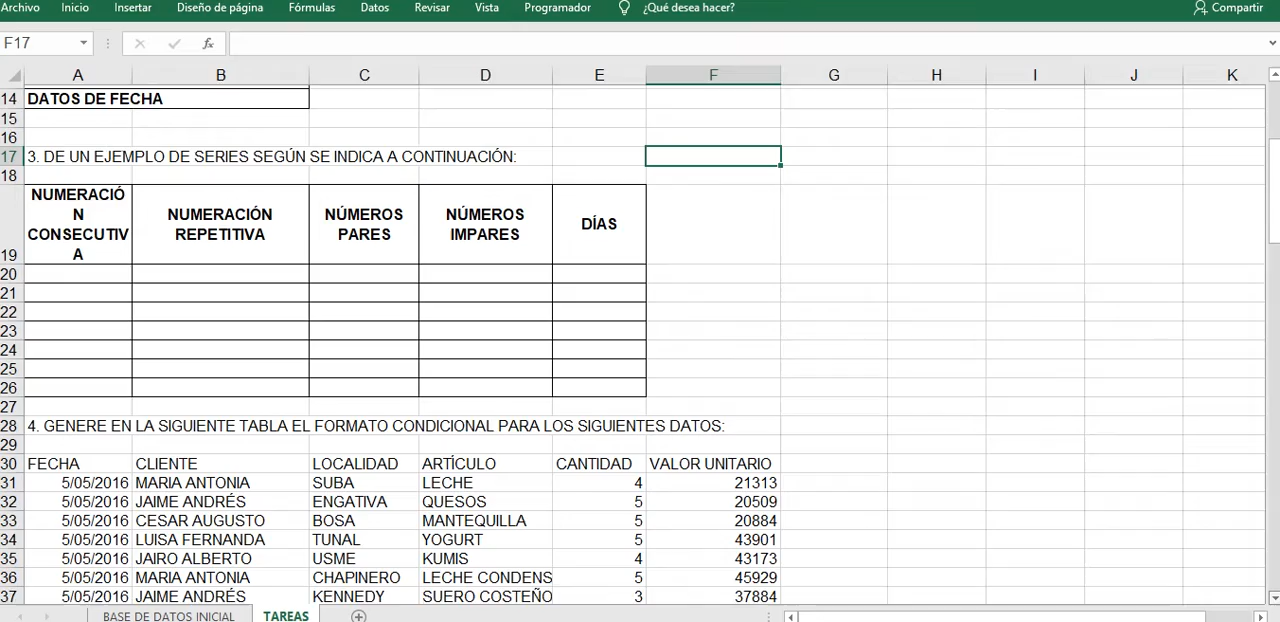 Archivo Inicio Insertar Diseño de página Fórmulas Datos Revisar Vista Programador ¿Qué desea hacer? Compartir
F17 fx
A B C D E F G H I J K
14 DATOS DE FECHA
15
16
17 3. DE UN EJEMPLO DE SERIES SEGÚN SE INDICA A CONTINUACIÓN:
18
19 NUMERACIÓ
N
CONSECUTIV
A
NUMERACIÓN
REPETITIVA
NÚMEROS
PARES
NÚMEROS
IMPARES
DÍAS
20
21
22
23
24
25
26
27
28 4. GENERE EN LA SIGUIENTE TABLA EL FORMATO CONDICIONAL PARA LOS SIGUIENTES DATOS:
29
30 FECHA CLIENTE LOCALIDAD ARTÍCULO CANTIDAD VALOR UNITARIO
31 5/05/2016 MARIA ANTONIA SUBA LECHE 4 21313
32 5/05/2016 JAIME ANDRÉS ENGATIVA QUESOS 5 20509
33 5/05/2016 CESAR AUGUSTO BOSA MANTEQUILLA 5 20884
34 5/05/2016 LUISA FERNANDA TUNAL YOGURT 5 43901
35 5/05/2016 JAIRO ALBERTO USME KUMIS 4 43173
36 5/05/2016 MARIA ANTONIA CHAPINERO LECHE CONDENS 5 45929
37 5/05/2016 JAIME ANDRÉS KENNEDY SUERO COSTEÑO 3 37884
BASE DE DATOS INICIAL TAREAS